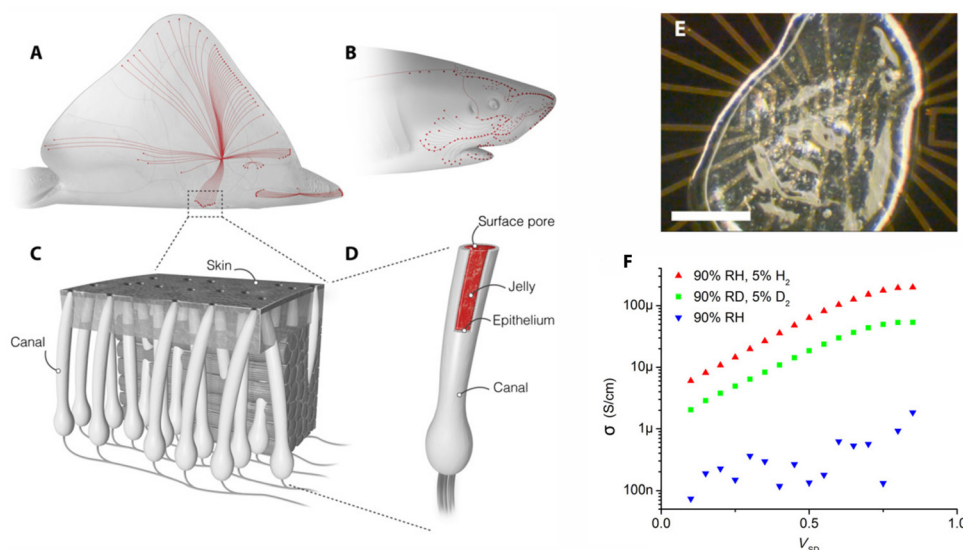 A
B
C
Skin
Canal
D
Surface pore
Jelly
Epithelium
Canal
E
F
90% RH, 5% H₂
90% RD, 5% D₂
90% RH
100µ
10µ
1µ
100n
σ (S/cm)
0.0
0.5
1.0
V_SD